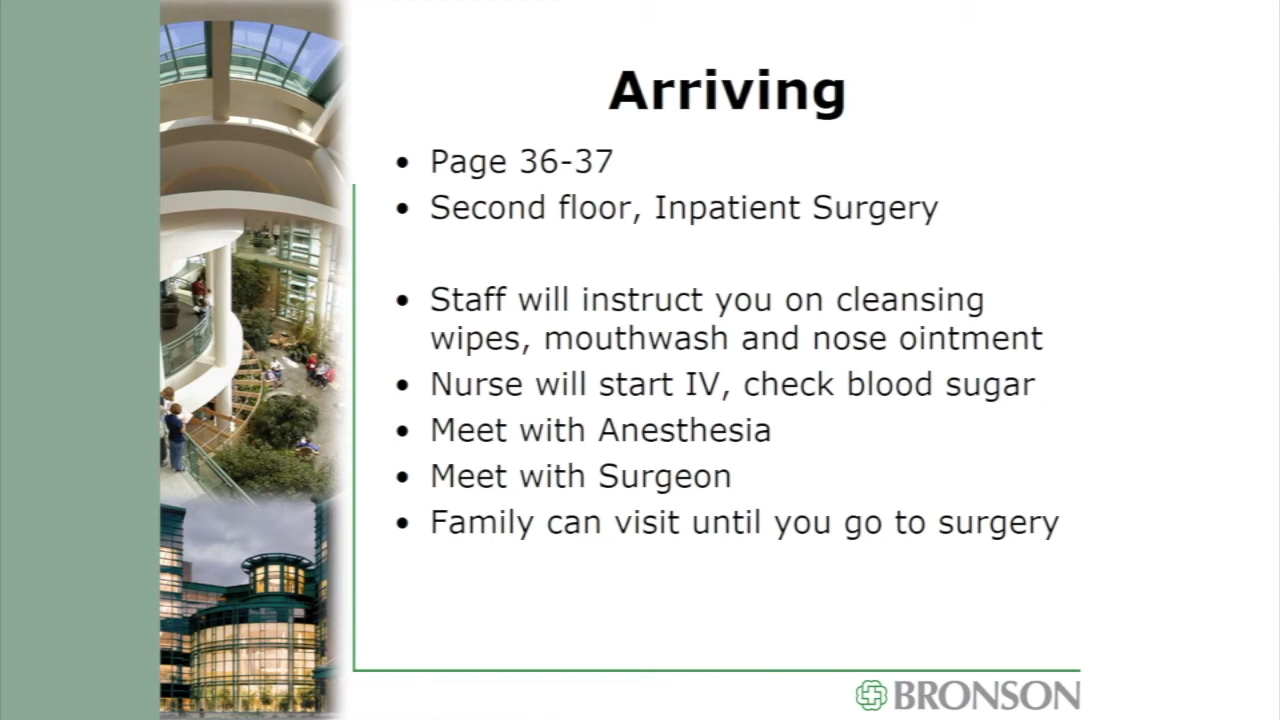 Arriving
• Page 36-37
• Second floor, Inpatient Surgery
• Staff will instruct you on cleansing
wipes, mouthwash and nose ointment
• Nurse will start IV, check blood sugar
• Meet with Anesthesia
• Meet with Surgeon
• Family can visit until you go to surgery
BRONSON